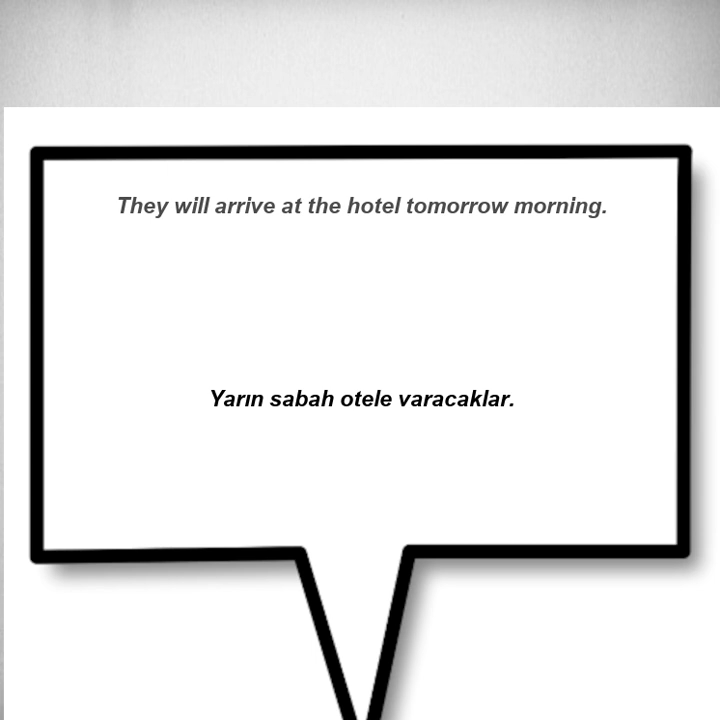 They will arrive at the hotel tomorrow morning.
Yarın sabah otele varacaklar.